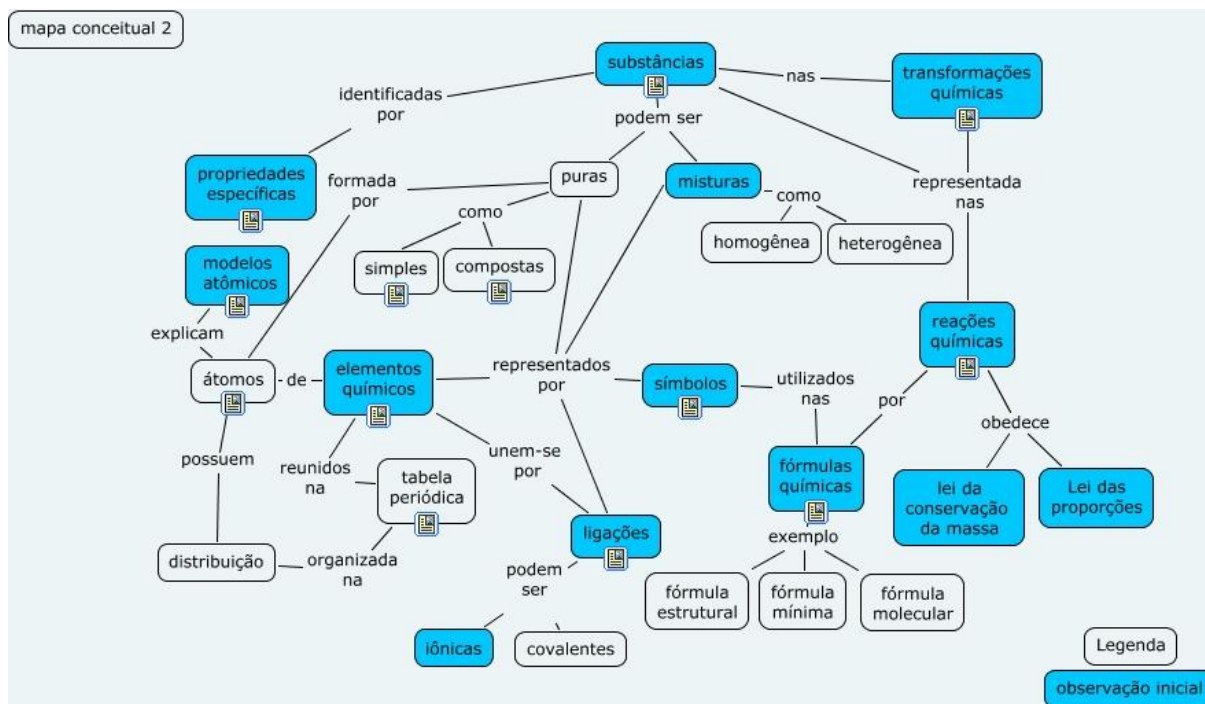 mapa conceitual 2
substâncias
nas
transformações
químicas
identificadas
por
podem ser
propriedades
específicas
formada
por
puras
misturas
representada
nas
como
como
homogênea
heterogênea
modelos
atômicos
simples
compostas
explicam
reações
químicas
átomos
de
elementos
químicos
representados
por
símbolos
utilizados
nas
por
obedece
possuem
reunidos
na
tabela
periódica
unem-se
por
fórmulas
químicas
lei da
conservação
da massa
Lei das
proporções
distribuição
organizada
na
ligações
exemplo
podem
ser
fórmula
estrutural
fórmula
mínima
fórmula
molecular
iônicas
covalentes
Legenda
observação inicial